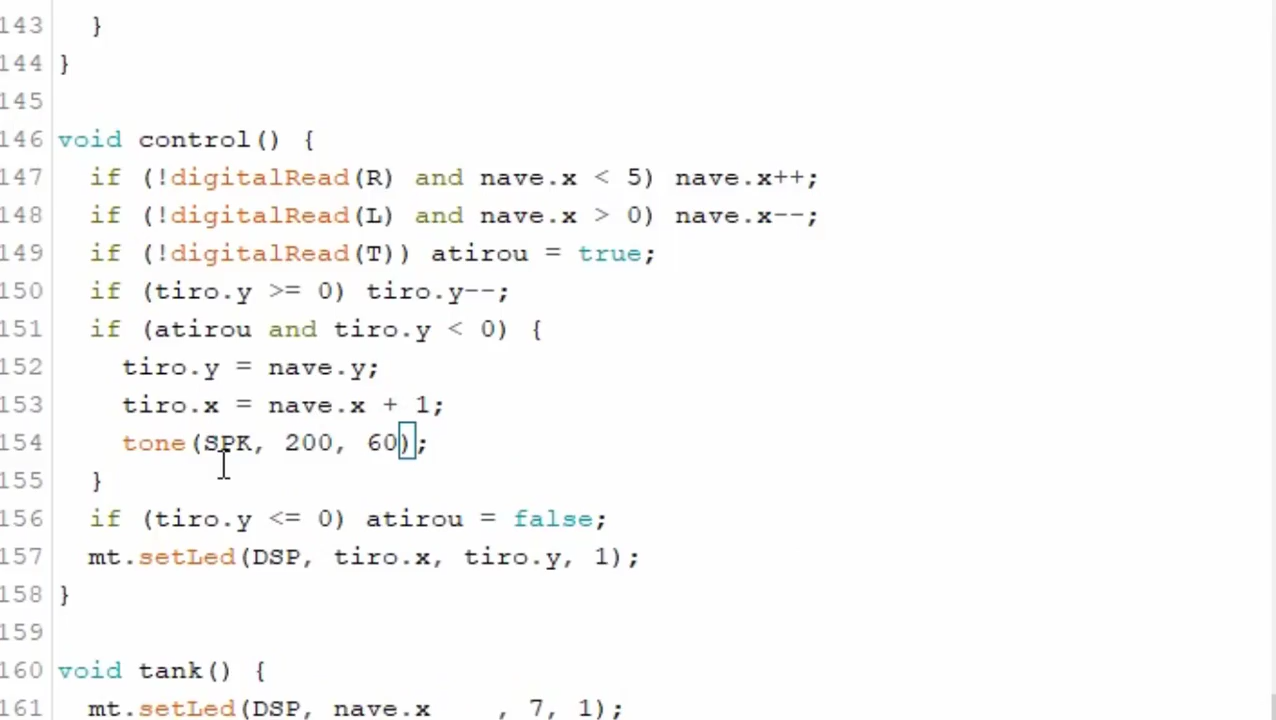 143   }
144 }
145
146 void control() {
147   if (!digitalRead(R) and nave.x < 5) nave.x++;
148   if (!digitalRead(L) and nave.x > 0) nave.x--;
149   if (!digitalRead(T)) atirou = true;
150   if (tiro.y >= 0) tiro.y--;
151   if (atirou and tiro.y < 0) {
152     tiro.y = nave.y;
153     tiro.x = nave.x + 1;
154     tone(SPK, 200, 60);
155   }
156   if (tiro.y <= 0) atirou = false;
157   mt.setLed(DSP, tiro.x, tiro.y, 1);
158 }
159
160 void tank() {
161   mt.setLed(DSP, nave.x    , 7, 1);